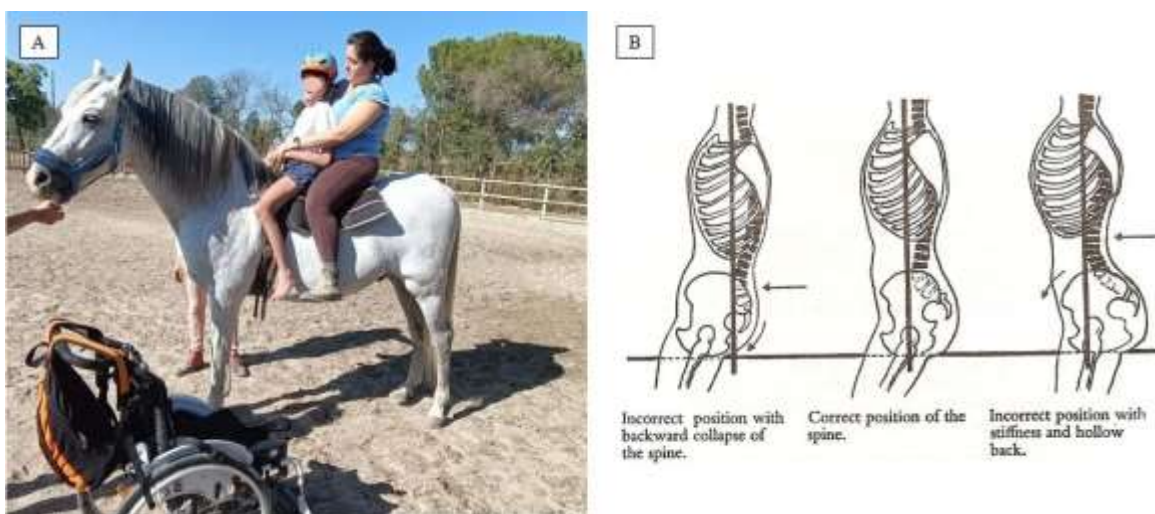 A
B
Incorrect position with
backward collapse of
the spine.
Correct position of the
spine.
Incorrect position with
stiffness and hollow
back.